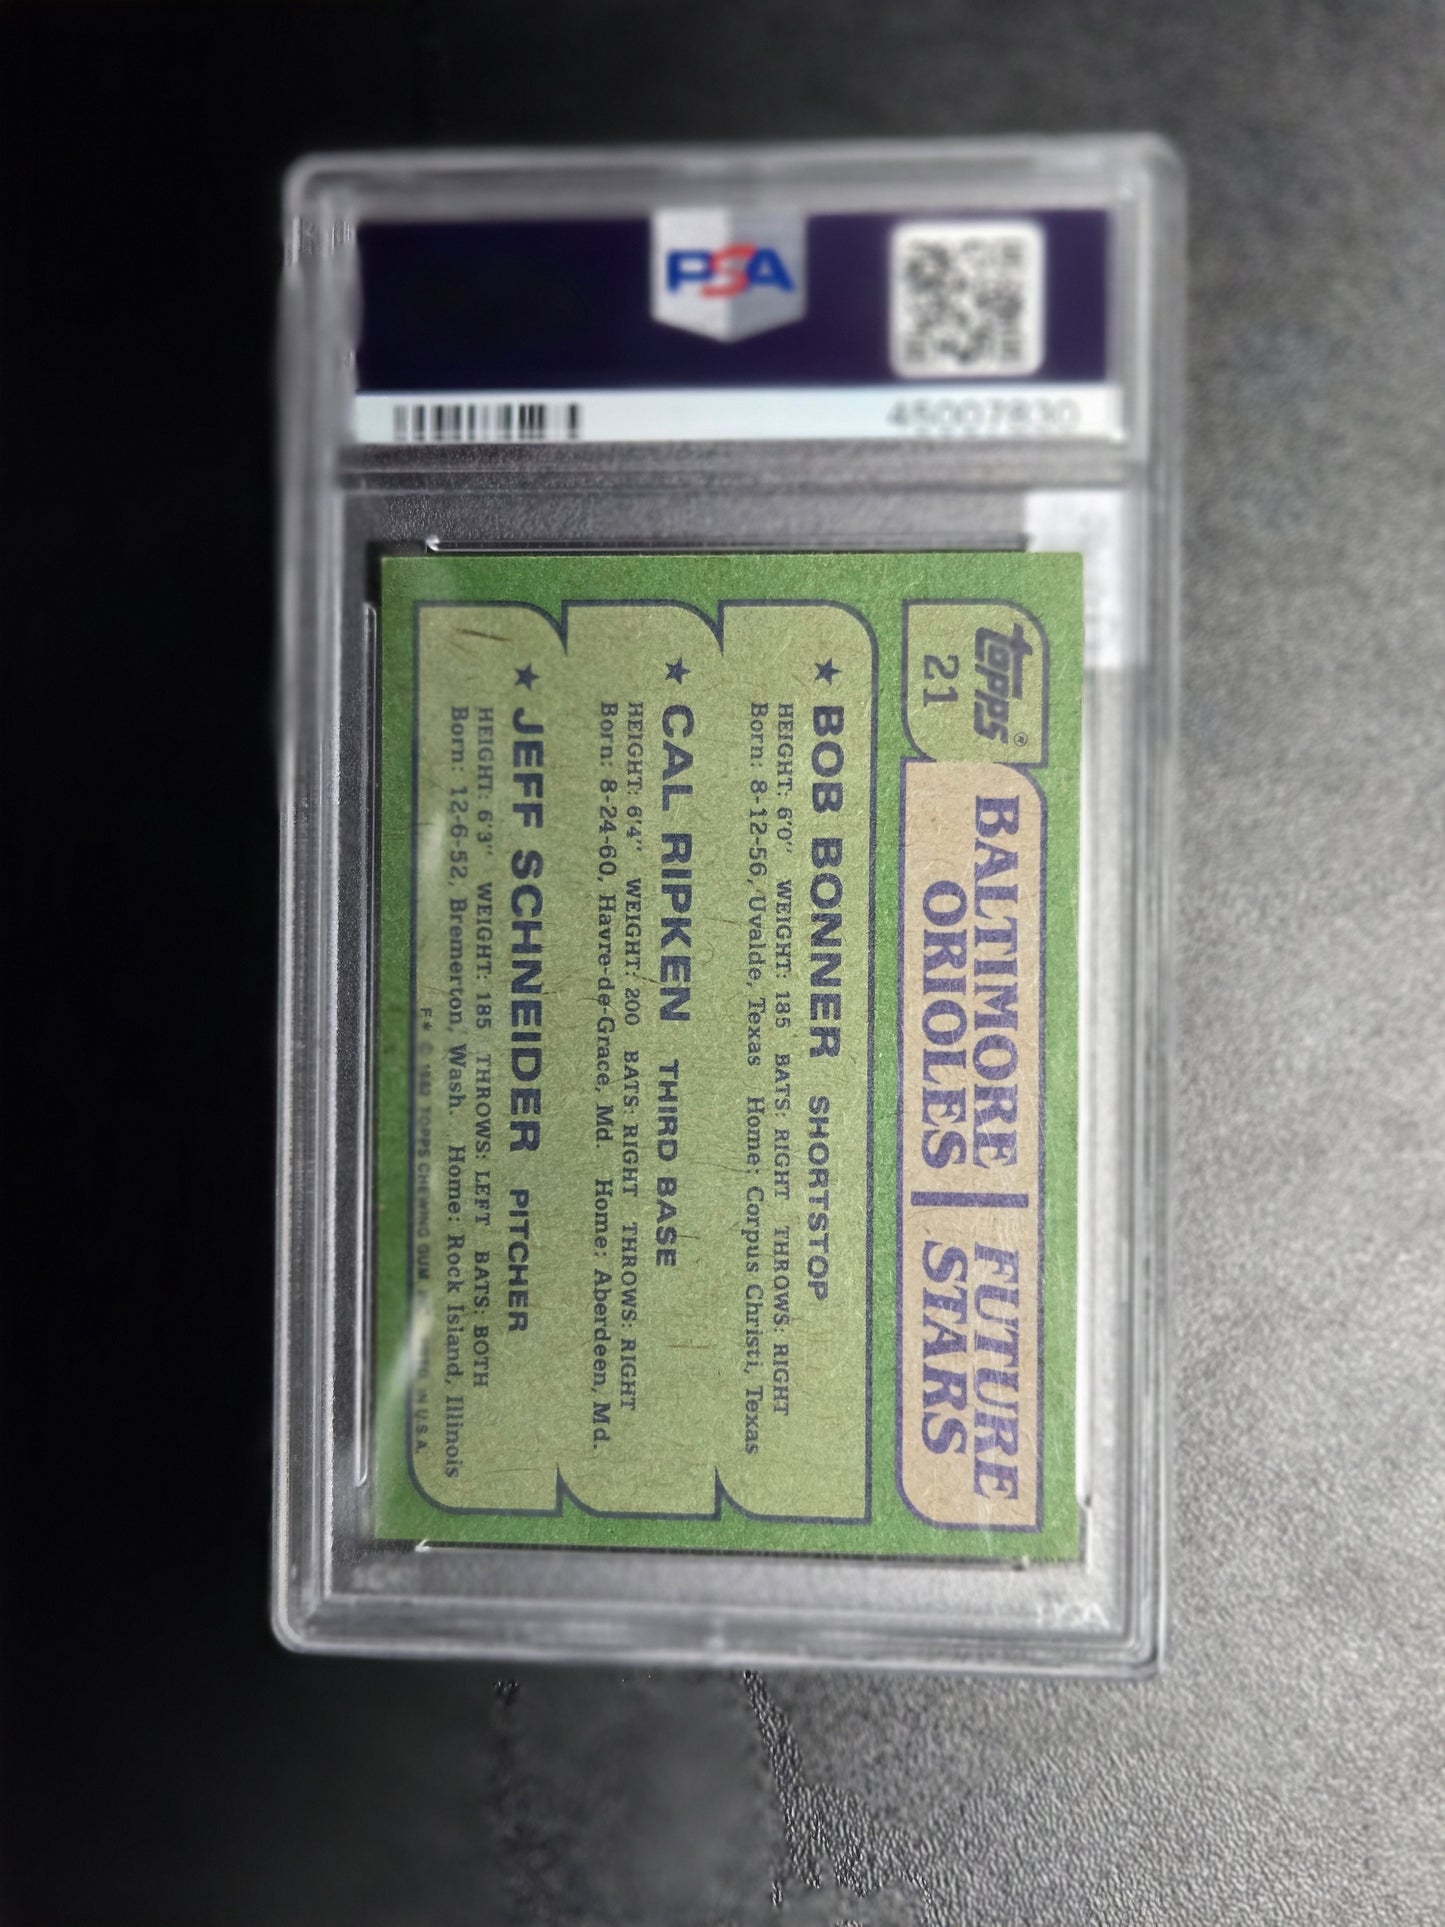 PSA
45007830
topps®
21
BALTIMORE
ORIOLES
FUTURE
STARS
★ BOB BONNER SHORTSTOP
HEIGHT: 6'0" WEIGHT: 185 BATS: RIGHT THROWS: RIGHT
Born: 8-12-56, Uvalde, Texas Home: Corpus Christi, Texas
★ CAL RIPKEN THIRD BASE
HEIGHT: 6'4" WEIGHT: 200 BATS: RIGHT THROWS: RIGHT
Born: 8-24-60, Havre-de-Grace, Md. Home: Aberdeen, Md.
★ JEFF SCHNEIDER PITCHER
HEIGHT: 6'3" WEIGHT: 185 THROWS: LEFT BATS: BOTH
Born: 12-6-52, Bremerton, Wash. Home: Rock Island, Illinois
F* © 1982 TOPPS CHEWING GUM, IN U.S.A.